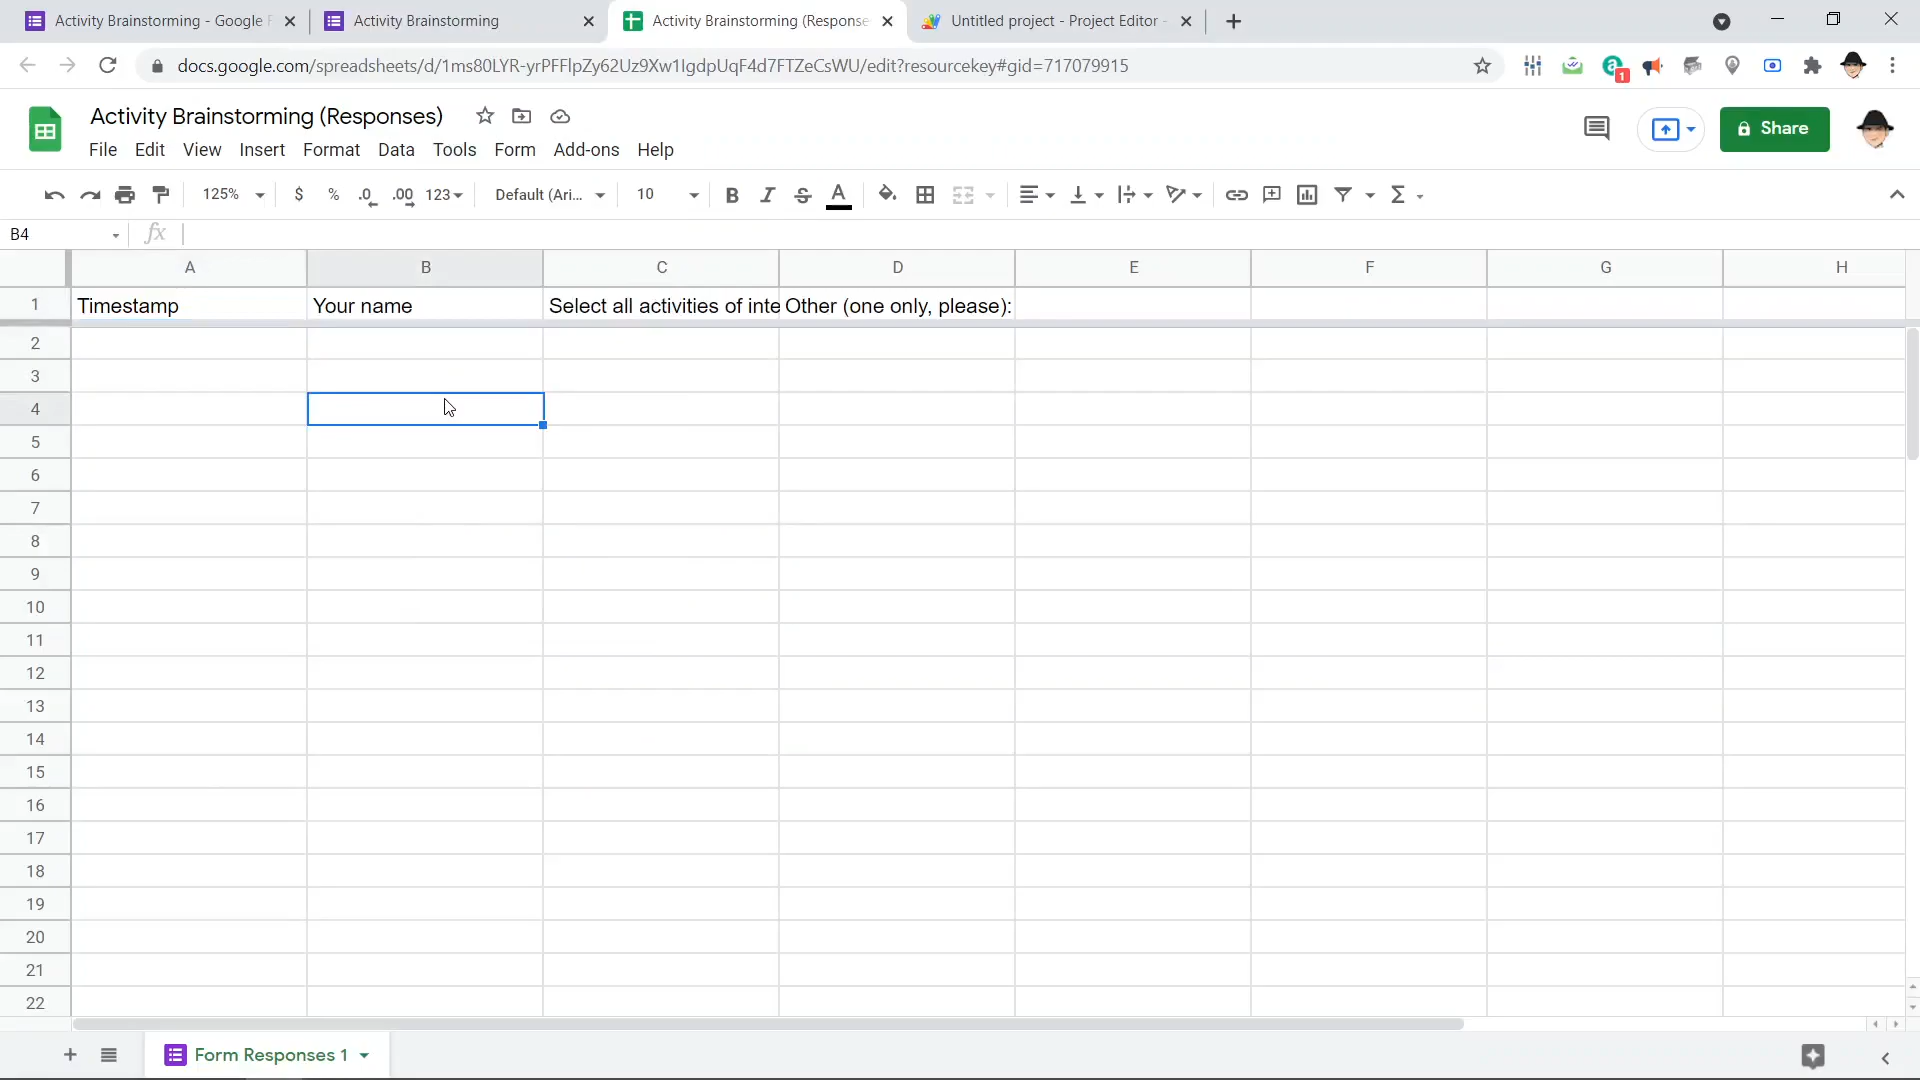 Activity Brainstorming - Google F
Activity Brainstorming
Activity Brainstorming (Response
Untitled project - Project Editor -
docs.google.com/spreadsheets/d/1ms80LYR-yrPFFlpZy62Uz9Xw1IgdpUqF4d7FTZeCsWU/edit?resourcekey#gid=717079915
1
Activity Brainstorming (Responses)
File Edit View Insert Format Data Tools Form Add-ons Help
Share
125% $ % .0 .00 123 Default (Ari... 10 B I S A Σ
B4 fx
A B C D E F G H
1 Timestamp Your name Select all activities of inte Other (one only, please):
2
3
4
5
6
7
8
9
10
11
12
13
14
15
16
17
18
19
20
21
22
Form Responses 1